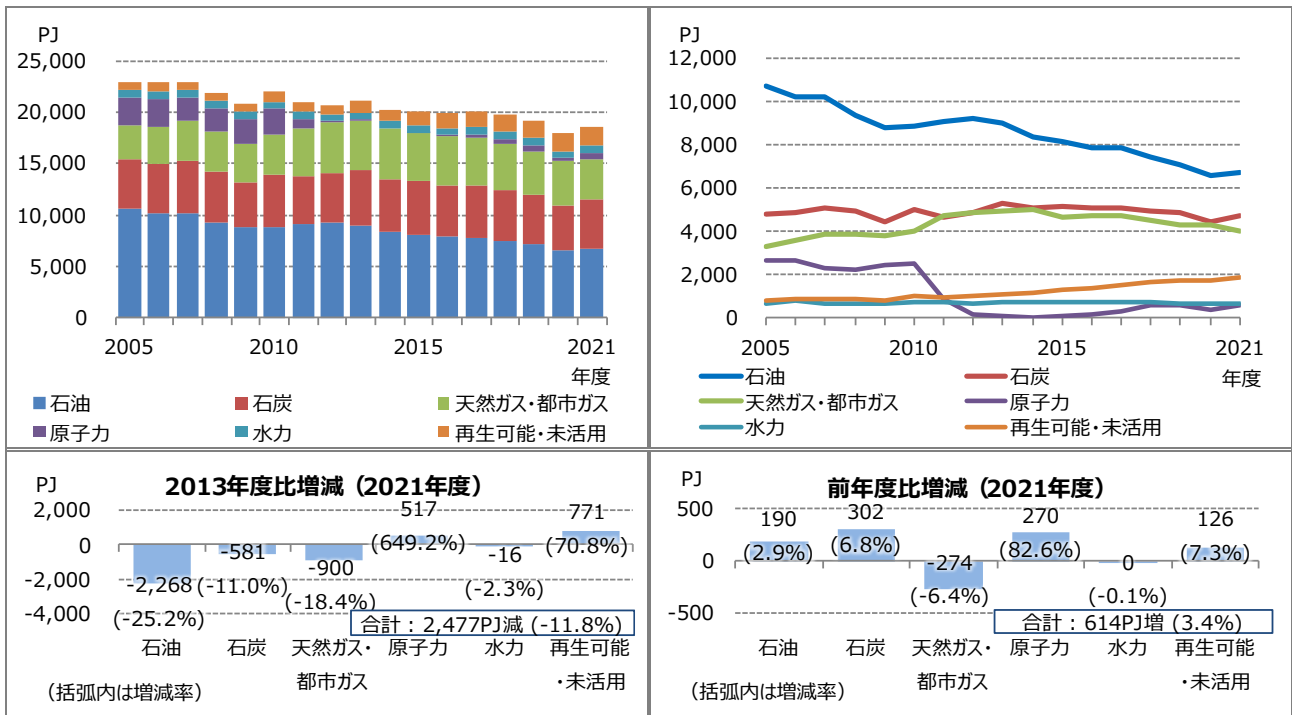 PJ
25,000
20,000
15,000
10,000
5,000
0
2005 2010 2015 2021
年度
石油 石炭 天然ガス・都市ガス
原子力 水力 再生可能・未活用
PJ
12,000
10,000
8,000
6,000
4,000
2,000
0
2005 2010 2015 2021
年度
石油 石炭
天然ガス・都市ガス 原子力
水力 再生可能・未活用
PJ
2013年度比増減（2021年度）
2,000
0
-2,000
-4,000
-2,268
(-25.2%)
-581
(-11.0%)
-900
(-18.4%)
517
(649.2%)
-16
(-2.3%)
771
(70.8%)
合計：2,477PJ減 (-11.8%)
石油 石炭 天然ガス・ 原子力 水力 再生可能
都市ガス ・未活用
（括弧内は増減率）
PJ
前年度比増減（2021年度）
500
0
-500
190
(2.9%)
302
(6.8%)
-274
(-6.4%)
270
(82.6%)
0
(-0.1%)
126
(7.3%)
合計：614PJ増 (3.4%)
石油 石炭 天然ガス・ 原子力 水力 再生可能
都市ガス ・未活用
（括弧内は増減率）